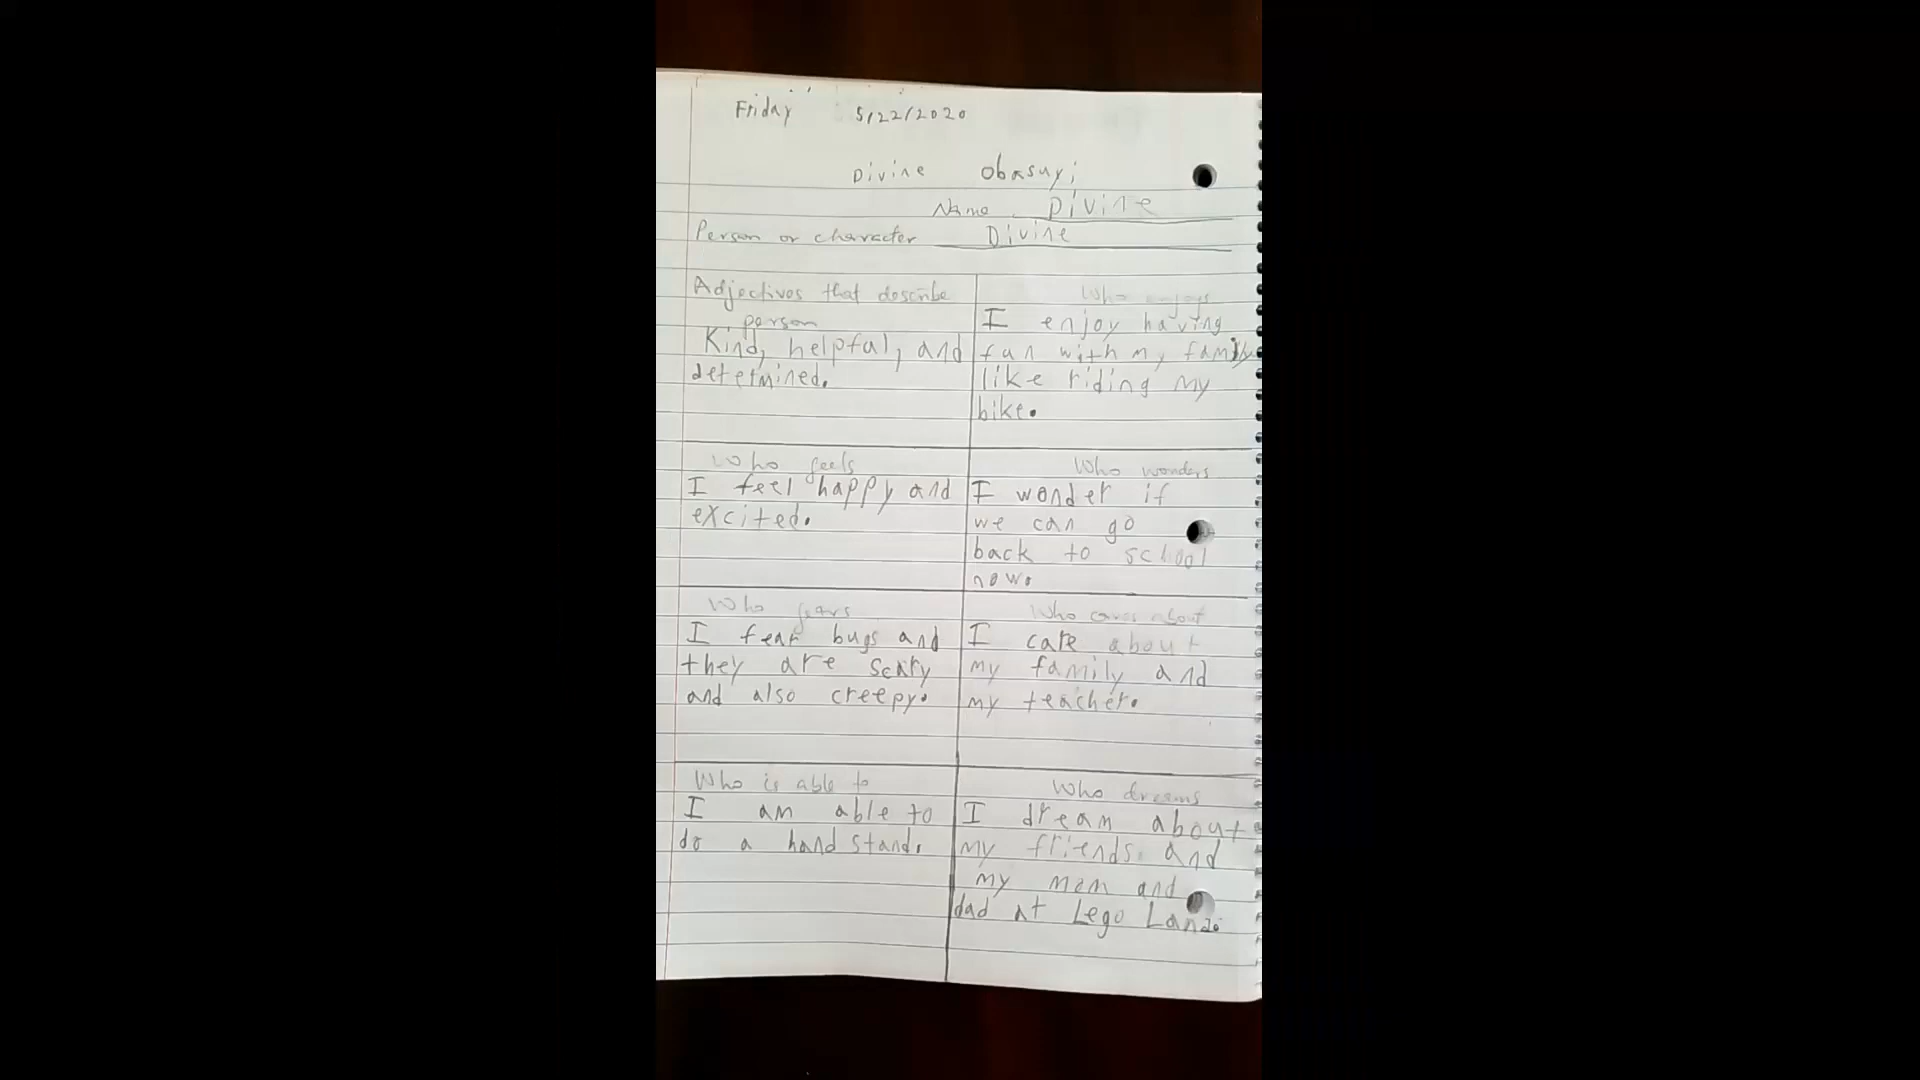 Friday 5/22/2020
Divine Obasuyi
Name Divine
Person or character Divine
Adjectives that describe
person
Kind, helpful, and
determined.
Who enjoys
I enjoy having
fun with my family
like riding my
bike.
Who feels
I feel happy and
excited.
Who wonders
I wonder if
we can go
back to school
now.
Who fears
I fear bugs and
they are scary
and also creepy.
Who cares about
I care about
my family and
my teacher.
Who is able to
I am able to
do a hand stand.
Who dreams
I dream about
my friends and
my mom and
dad at Lego Land.